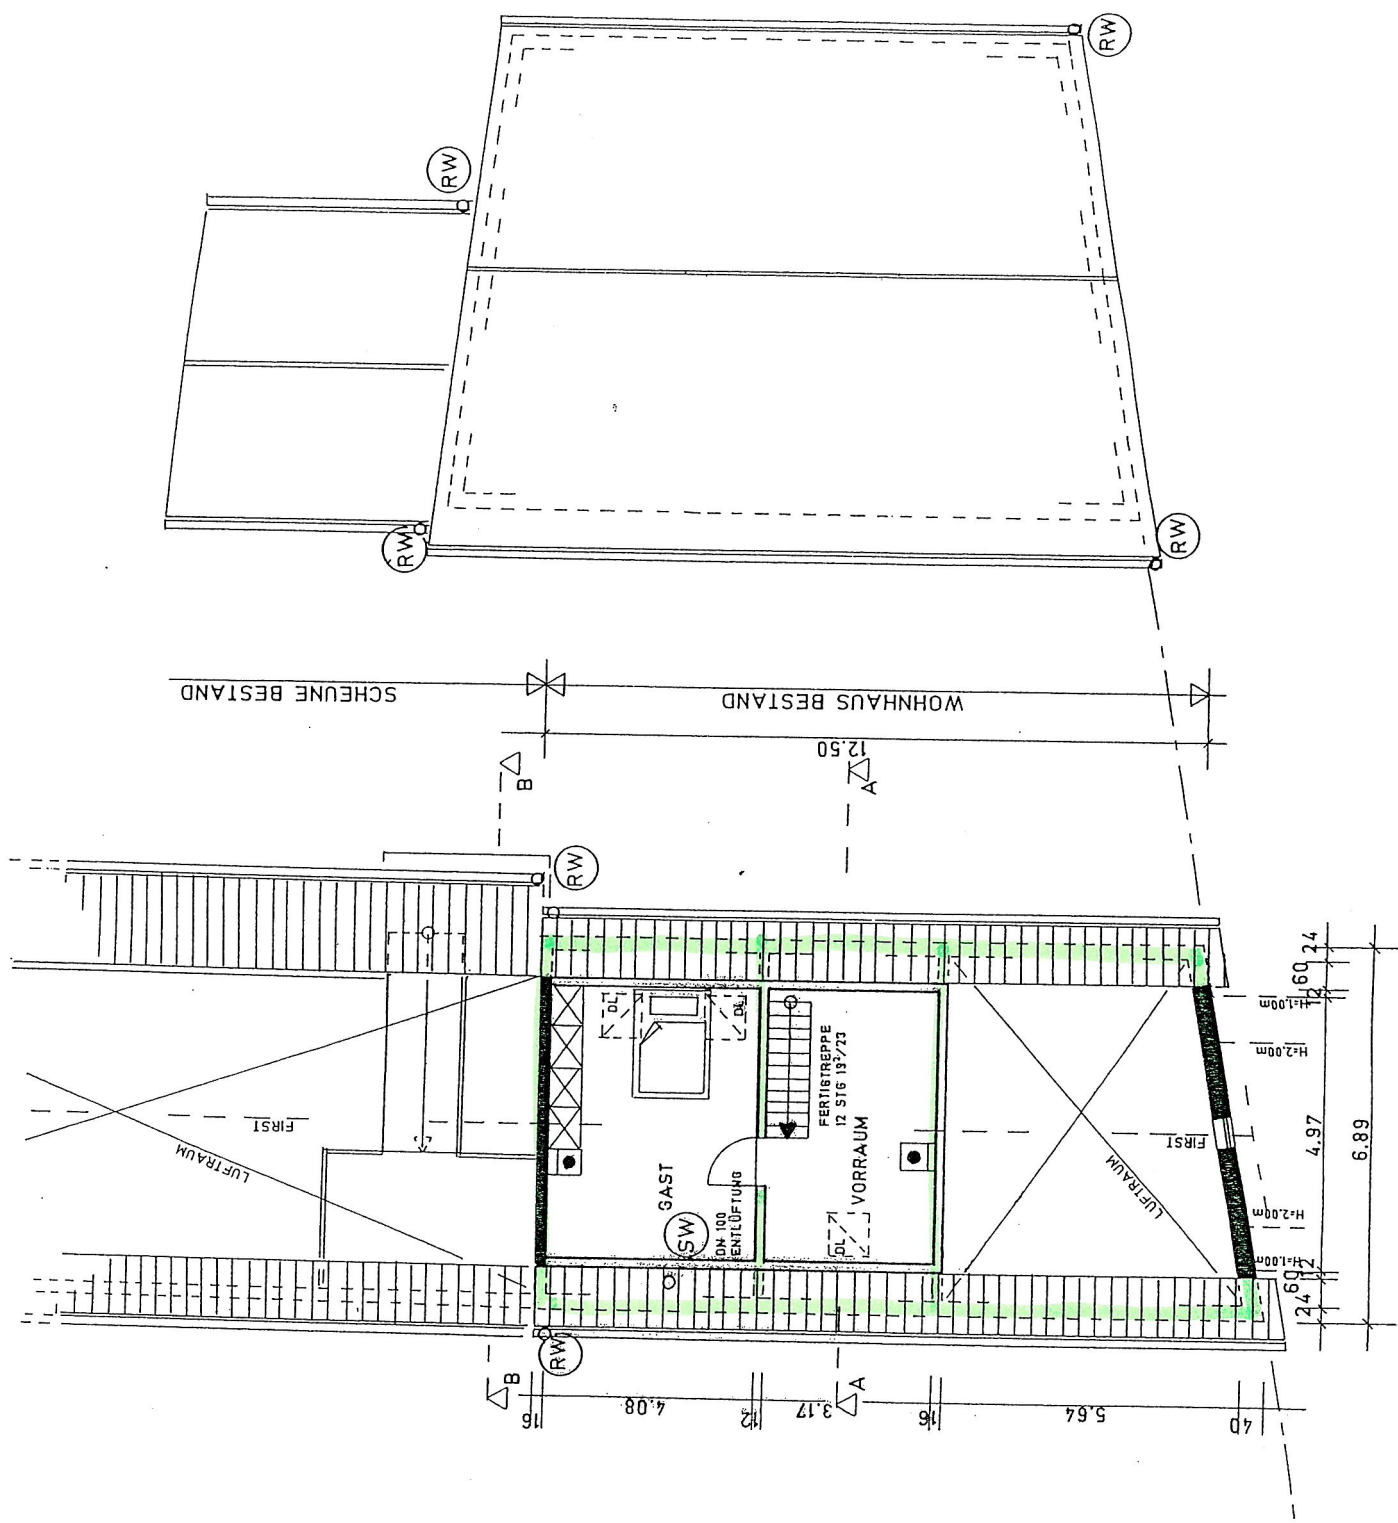 RW
RW
RW
RW
SCHEUNE BESTAND
WOHNHAUS BESTAND
12.50
B
A
RW
FIRST
LUFTRAUM
DL
DL
GAST
SW
DN 100
ENTLÜFTUNG
FERTIGTREPPE
12 STG 19²/23
VORRAUM
DL
FIRST
LUFTRAUM
24
60
12
H=1.00m
H=2.00m
4.97
6.89
H=2.00m
H=1.00m
12
60
24
RW
B
A
16
4.08
12
3.17
16
5.64
40